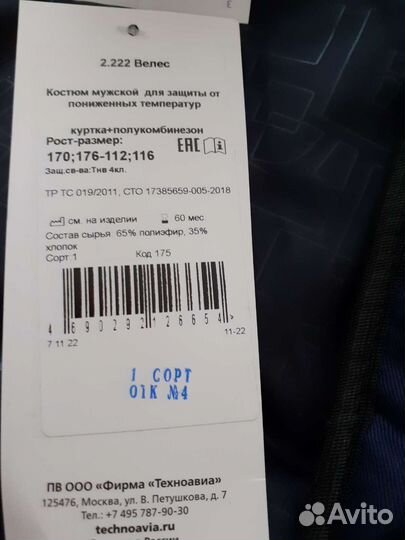 2.222 Велес
Костюм мужской для защиты от
пониженных температур
куртка+полукомбинезон
Рост-размер:
170;176-112;116
EAC
Защ.св-ва:Тнв 4кл.
ТР ТС 019/2011, СТО 17385659-005-2018
см. на изделии 60 мес
Состав сырья 65% полиэфир, 35%
хлопок
Сорт 1 Код 175
4 690292 126654 >
7 11 22 11-22
1 СОРТ
ОТК №4
ПВ ООО «Фирма «Техноавиа»
125476, Москва, ул. В. Петушкова, д. 7
Тел.: +7 495 787-90-30
technoavia.ru
Avito